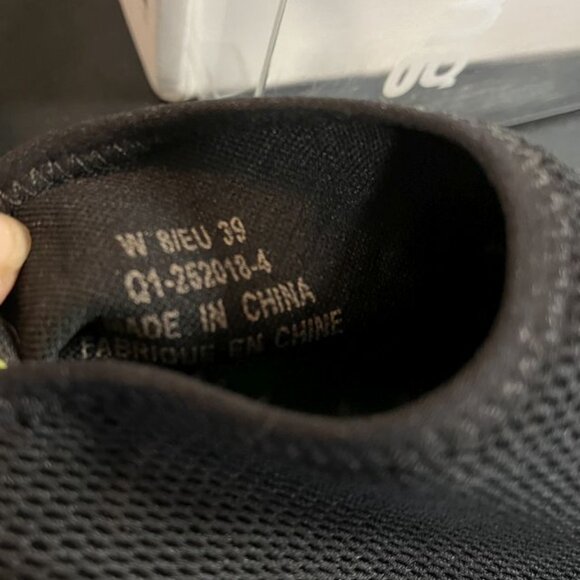 W 8/EU 39
Q1-252018-4
MADE IN CHINA
FABRIQUE EN CHINE